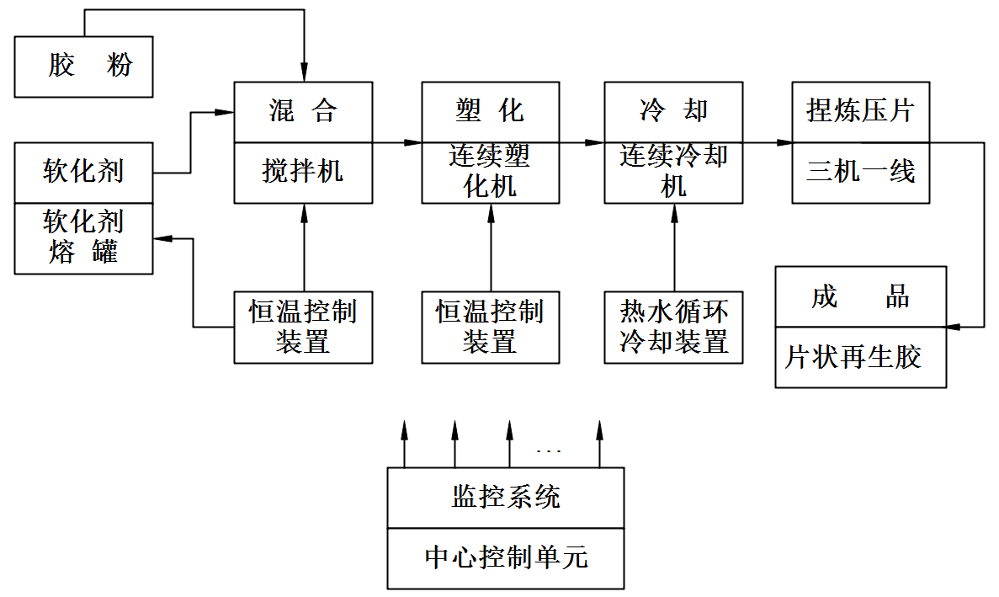 胶 粉
混 合
搅拌机
塑 化
连续塑
化机
冷 却
连续冷却
机
捏炼压片
三机一线
软化剂
软化剂
熔 罐
恒温控制
装置
恒温控制
装置
热水循环
冷却装置
成 品
片状再生胶
...
监控系统
中心控制单元